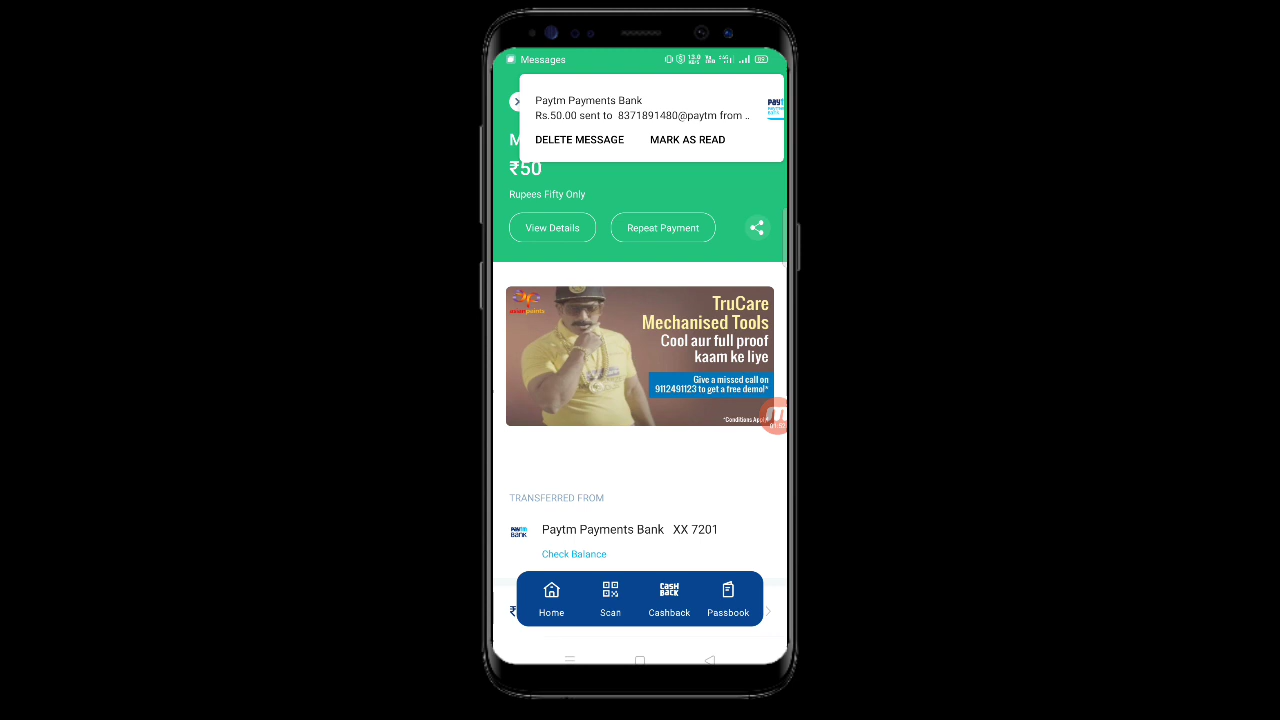 Messages
Paytm Payments Bank
Rs.50.00 sent to 8371891480@paytm from ..
DELETE MESSAGE MARK AS READ
M
₹50
Rupees Fifty Only
View Details Repeat Payment
TruCare
Mechanised Tools
Cool aur full proof
kaam ke liye
Give a missed call on
9112491123 to get a free demo!*
*Conditions Apply
01:02
TRANSFERRED FROM
Paytm Payments Bank XX 7201
Check Balance
₹
Home Scan Cashback Passbook